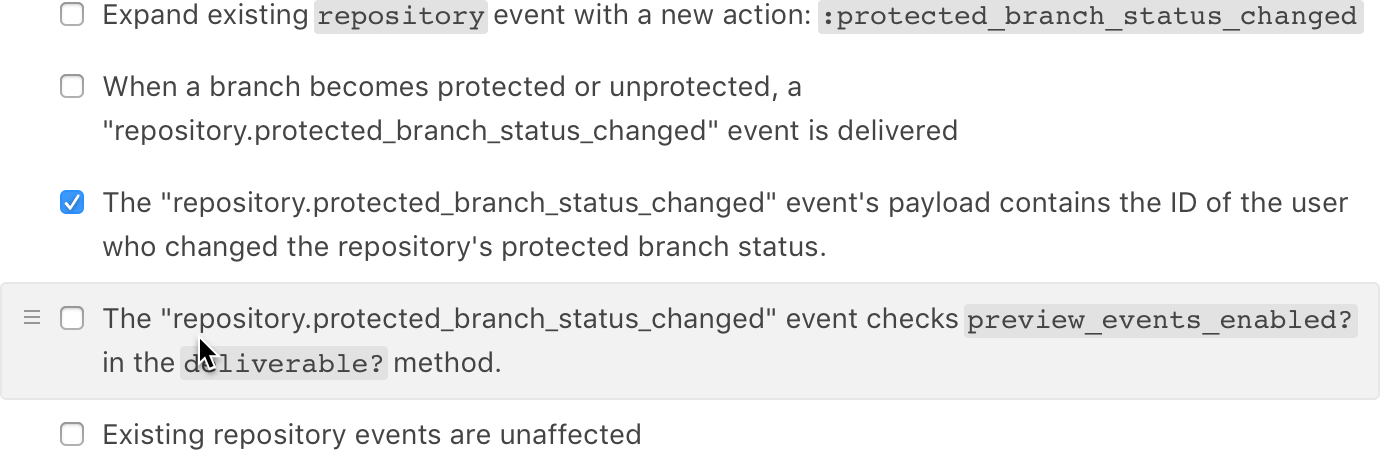 Expand existing repository event with a new action: :protected_branch_status_changed
When a branch becomes protected or unprotected, a
"repository.protected_branch_status_changed" event is delivered
The "repository.protected_branch_status_changed" event's payload contains the ID of the user
who changed the repository's protected branch status.
The "repository.protected_branch_status_changed" event checks preview_events_enabled?
in the deliverable? method.
Existing repository events are unaffected